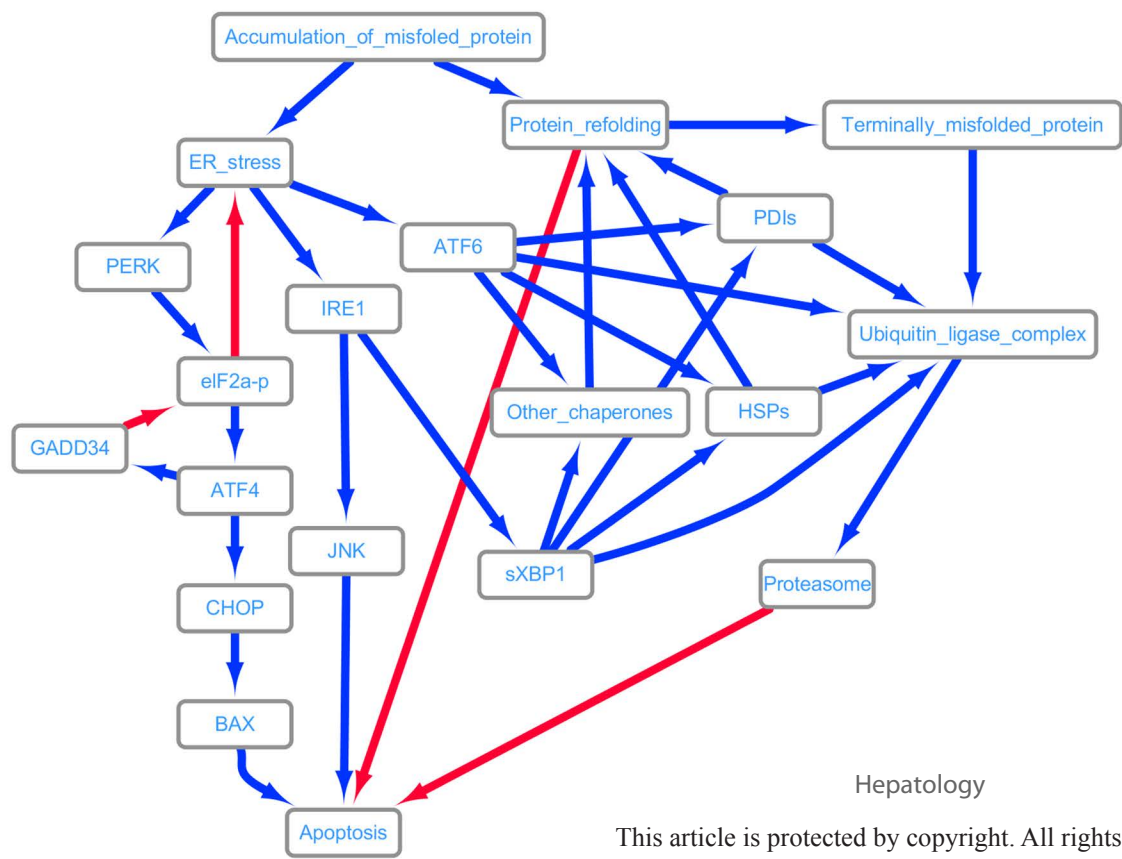 Accumulation_of_misfoled_protein
Protein_refolding
Terminally_misfolded_protein
ER_stress
PDIs
ATF6
PERK
IRE1
Ubiquitin_ligase_complex
eIF2a-p
Other_chaperones
HSPs
GADD34
ATF4
JNK
sXBP1
Proteasome
CHOP
BAX
Hepatology
Apoptosis
This article is protected by copyright. All rights